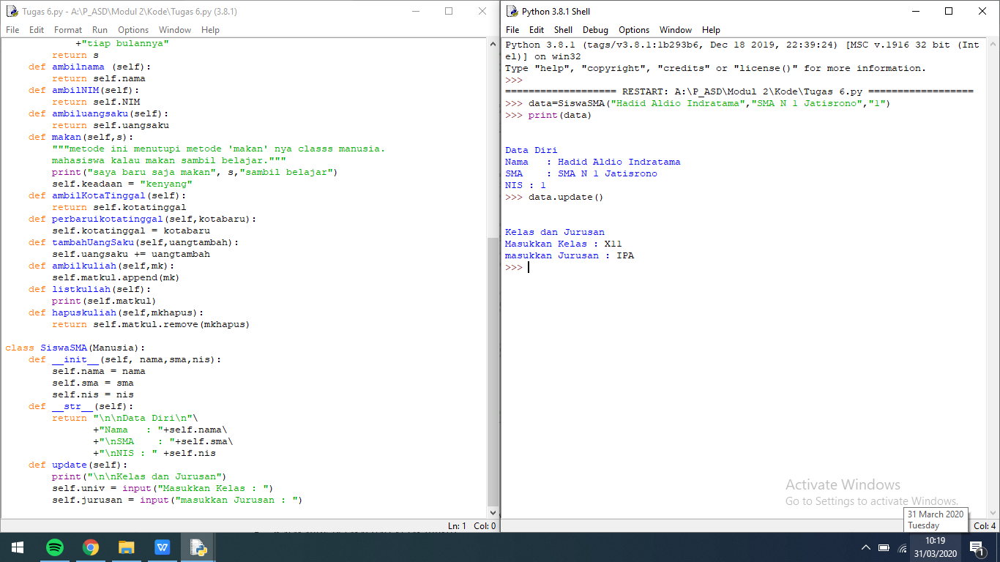 Tugas 6.py - A:\P_ASD\Modul 2\Kode\Tugas 6.py (3.8.1)
File Edit Format Run Options Window Help
            +"tiap bulannya"
        return s
    def ambilnama (self):
        return self.nama
    def ambilNIM(self):
        return self.NIM
    def ambiluangsaku(self):
        return self.uangsaku
    def makan(self,s):
        """metode ini menutupi metode 'makan' nya classs manusia.
        mahasiswa kalau makan sambil belajar."""
        print("saya baru saja makan", s,"sambil belajar")
        self.keadaan = "kenyang"
    def ambilKotaTinggal(self):
        return self.kotatinggal
    def perbaruikotatinggal(self,kotabaru):
        self.kotatinggal = kotabaru
    def tambahUangSaku(self,uangtambah):
        self.uangsaku += uangtambah
    def ambilkuliah(self,mk):
        self.matkul.append(mk)
    def listkuliah(self):
        print(self.matkul)
    def hapuskuliah(self,mkhapus):
        return self.matkul.remove(mkhapus)
class SiswaSMA(Manusia):
    def __init__(self, nama,sma,nis):
        self.nama = nama
        self.sma = sma
        self.nis = nis
    def __str__(self):
        return "\n\nData Diri\n"\
               +"Nama   : "+self.nama\
               +"\nSMA    : "+self.sma\
               +"\nNIS : " +self.nis
    def update(self):
        print("\n\nKelas dan Jurusan")
        self.univ = input("Masukkan Kelas : ")
        self.jurusan = input("masukkan Jurusan : ")
Ln: 1 Col: 0
Python 3.8.1 Shell
File Edit Shell Debug Options Window Help
Python 3.8.1 (tags/v3.8.1:1b293b6, Dec 18 2019, 22:39:24) [MSC v.1916 32 bit (Int
el)] on win32
Type "help", "copyright", "credits" or "license()" for more information.
>>>
=================== RESTART: A:\P_ASD\Modul 2\Kode\Tugas 6.py ==================
>>> data=SiswaSMA("Hadid Aldio Indratama","SMA N 1 Jatisrono","1")
>>> print(data)
Data Diri
Nama   : Hadid Aldio Indratama
SMA    : SMA N 1 Jatisrono
NIS : 1
>>> data.update()
Kelas dan Jurusan
Masukkan Kelas : X11
masukkan Jurusan : IPA
>>>
Activate Windows
Go to Settings to activate Windows.
31 March 2020
Tuesday
Col: 4
10:19
31/03/2020
1